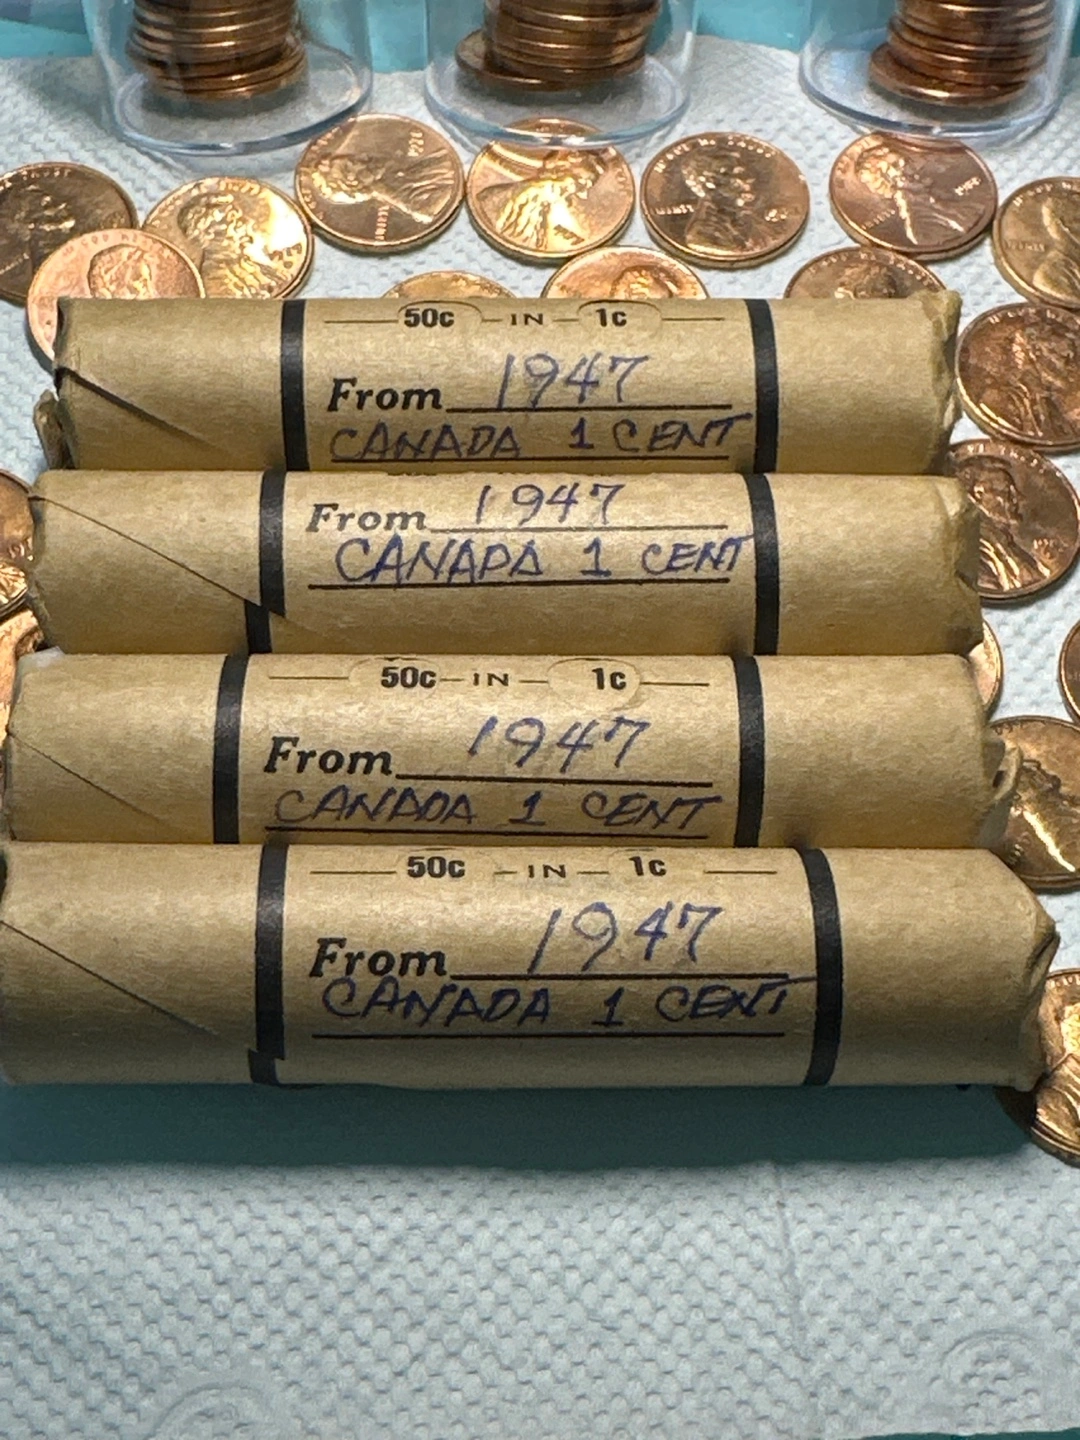 50c — IN — 1c
From 1947
CANADA 1 CENT
From 1947
CANADA 1 CENT
50c — IN — 1c
From 1947
CANADA 1 CENT
50c — IN — 1c
From 1947
CANADA 1 CENT